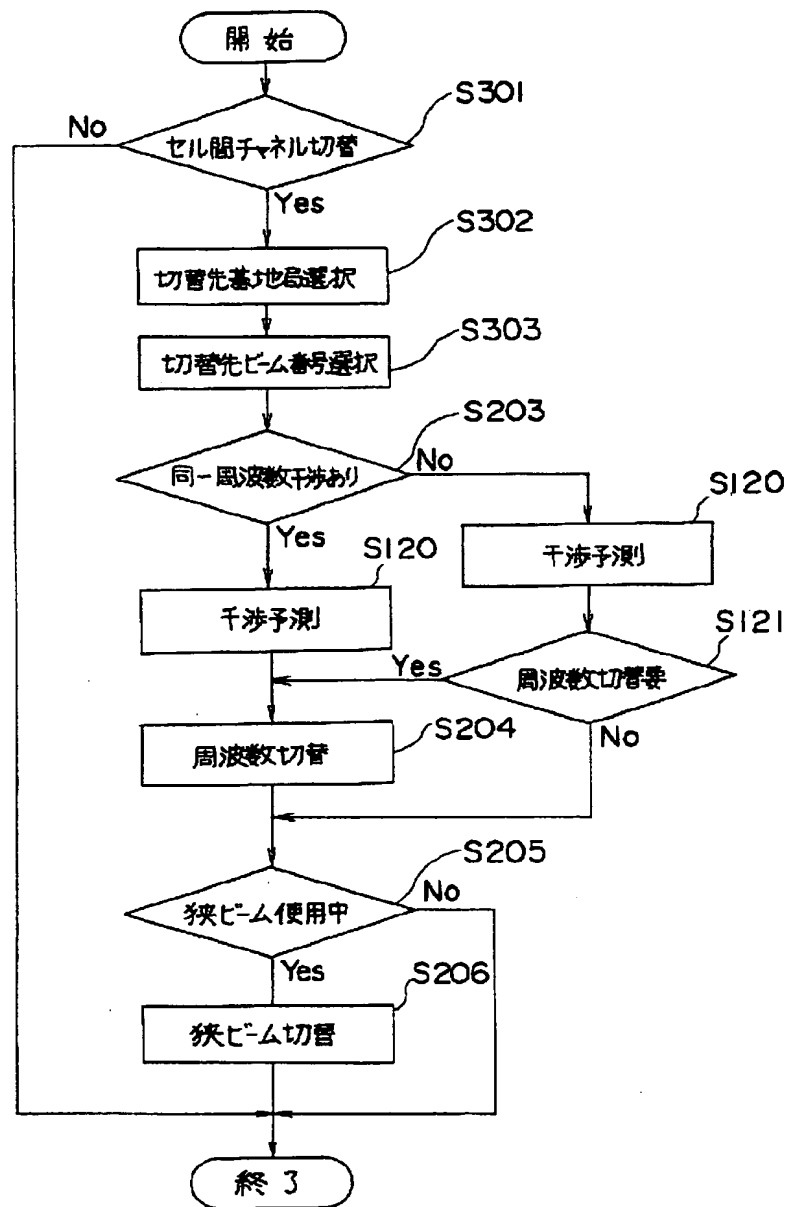 開始
S301
No
セル間チャネル切替
Yes
S302
切替先基地局選択
S303
切替先ビーム番号選択
S203
同一周波数干渉あり
No
Yes
S120
干渉予測
S120
干渉予測
S121
周波数切替要
Yes
No
S204
周波数切替
S205
狭ビーム使用中
No
Yes
S206
狭ビーム切替
終了